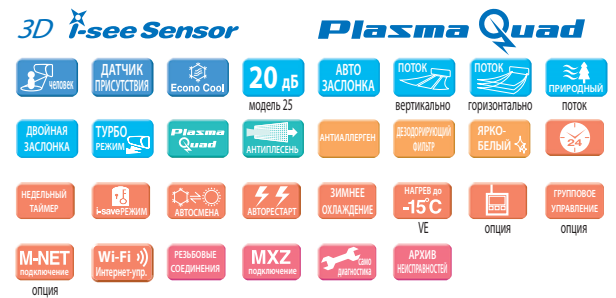 3D i-see Sensor Plasma Quad
человек
ДАТЧИК
ПРИСУТСТВИЯ
Econo Cool
20 дБ
модель 25
АВТО
ЗАСЛОНКА
ПОТОК
вертикально
ПОТОК
горизонтально
ПРИРОДНЫЙ
поток
ДВОЙНАЯ
ЗАСЛОНКА
ТУРБО
РЕЖИМ
Plasma
Quad
АНТИПЛЕСЕНЬ
АНТИАЛЛЕРГЕН
ДЕЗОДОРИРУЮЩИЙ
ФИЛЬТР
ЯРКО-
БЕЛЫЙ
24
НЕДЕЛЬНЫЙ
ТАЙМЕР
i-saveРЕЖИМ
АВТОСМЕНА
АВТОРЕСТАРТ
ЗИМНЕЕ
ОХЛАЖДЕНИЕ
НАГРЕВ до
-15°C
VE
опция
ГРУППОВОЕ
УПРАВЛЕНИЕ
опция
M-NET
подключение
опция
Wi-Fi
Интернет-упр.
РЕЗЬБОВЫЕ
СОЕДИНЕНИЯ
MXZ
подключение
само
диагностика
АРХИВ
НЕИСПРАВНОСТЕЙ